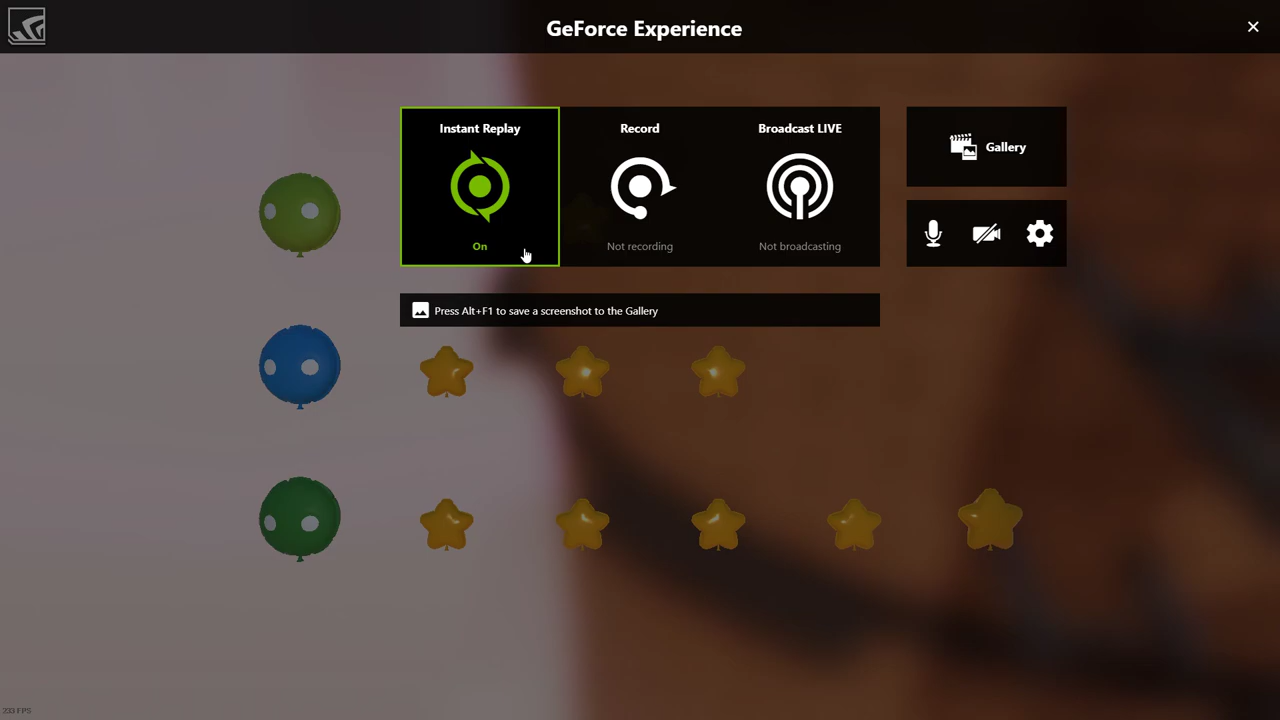 GeForce Experience
Instant Replay
Record
Broadcast LIVE
Gallery
On
Not recording
Not broadcasting
Press Alt+F1 to save a screenshot to the Gallery